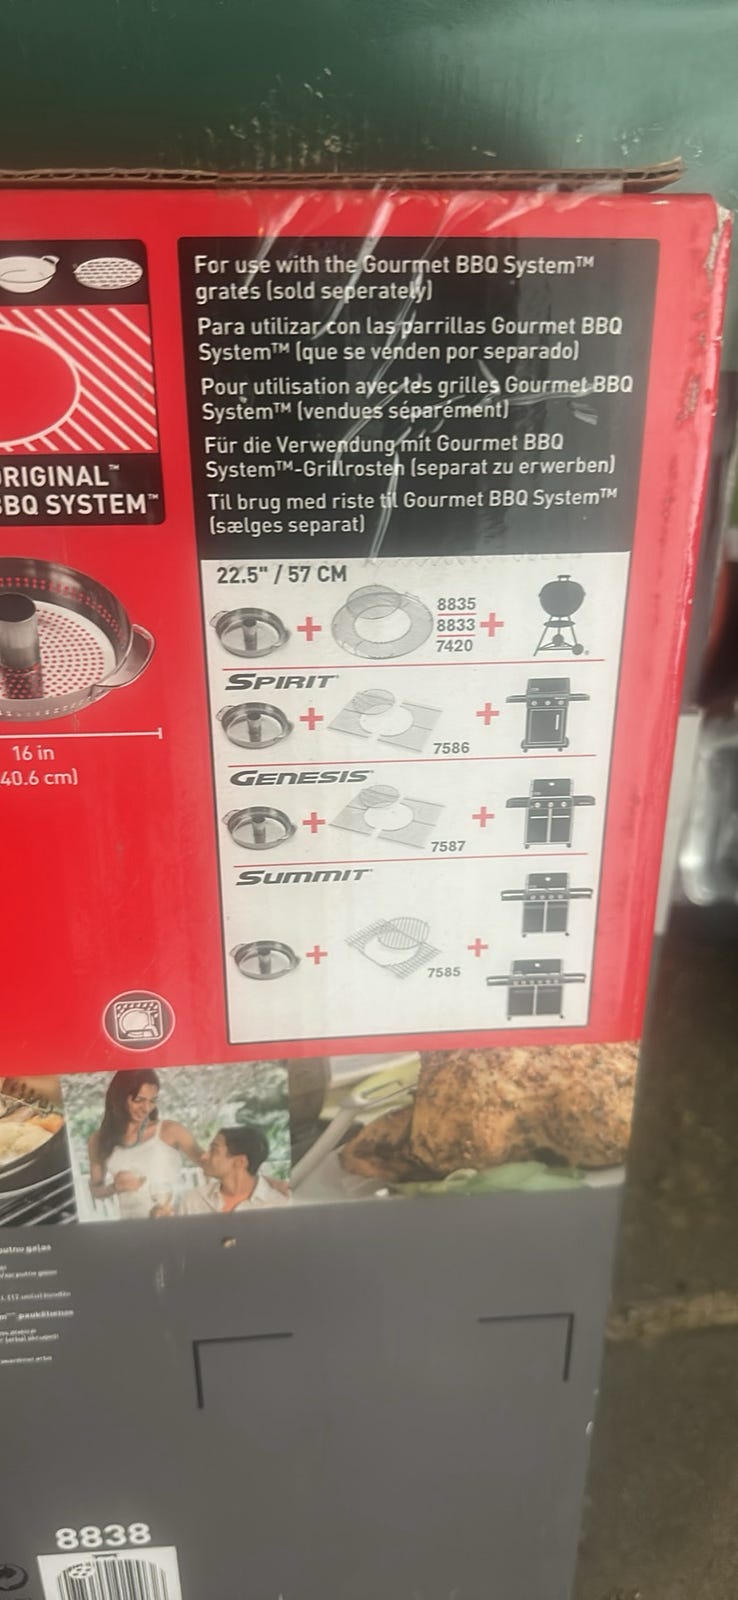 For use with the Gourmet BBQ System™
grates (sold seperately)
Para utilizar con las parrillas Gourmet BBQ
System™ (que se venden por separado)
Pour utilisation avec les grilles Gourmet BBQ
System™ (vendues séparément)
Für die Verwendung mit Gourmet BBQ
System™-Grillrosten (separat zu erwerben)
Til brug med riste til Gourmet BBQ System™
(sælges separat)
RIGINAL™
BBQ SYSTEM™
22.5" / 57 CM
8835
8833
7420
SPIRIT
7586
16 in
40.6 cm)
GENESIS
7587
SUMMIT
7585
8838